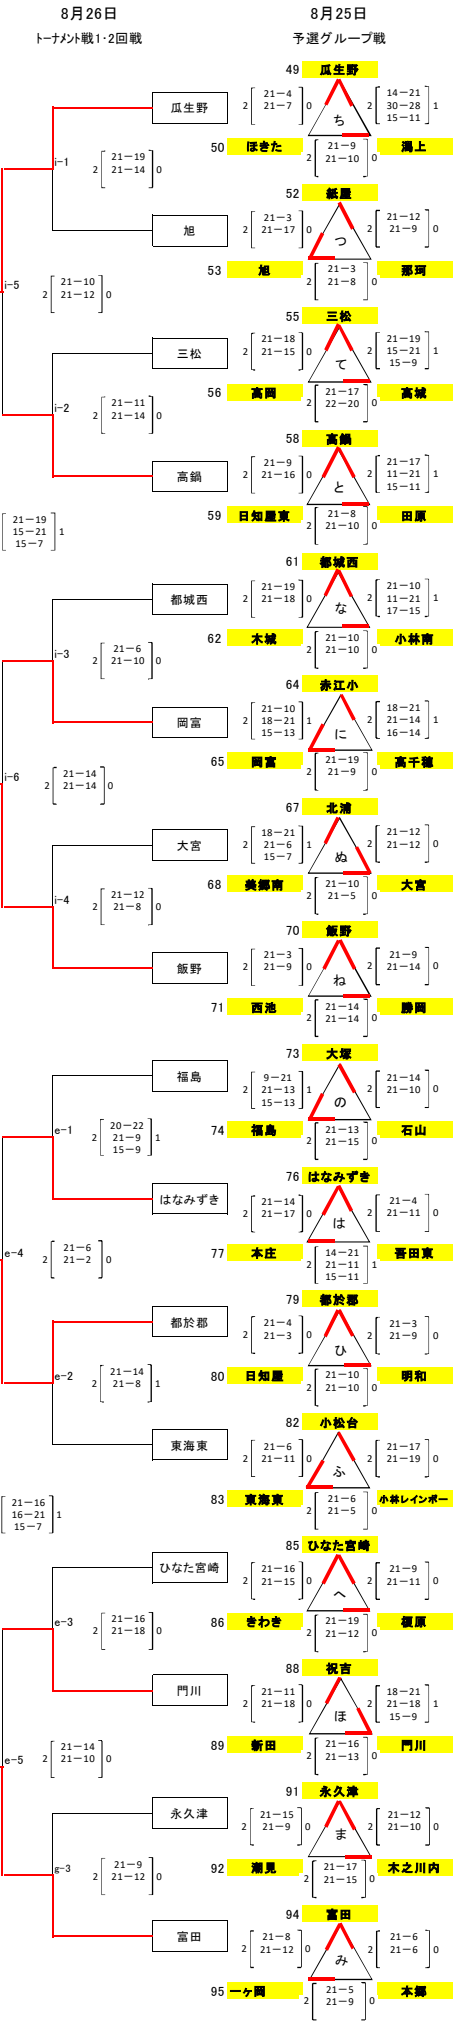 8月26日
8月25日
トーナメント戦1・2回戦
予選グループ戦
49 瓜生野
瓜生野
2 21－4 21－7 0
2 14－21 30－28 15－11 1
ち
i-1
2 21－19 21－14 0
50 ほきた
2 21－9 21－10 0
潟上
52 紙屋
旭
2 21－3 21－17 0
2 21－12 21－9 0
つ
53 旭
2 21－3 21－8 0
那珂
i-5
2 21－10 21－12 0
55 三松
三松
2 21－18 21－15 0
2 21－19 15－21 15－9 1
て
i-2
2 21－11 21－14 0
56 高岡
2 21－17 22－20 0
高城
58 高鍋
高鍋
2 21－9 21－16 0
2 21－17 11－21 15－11 1
と
59 日知屋東
2 21－8 21－10 0
田原
21－19 15－21 15－7 1
61 都城西
都城西
2 21－19 21－18 0
2 21－10 11－21 17－15 1
な
i-3
2 21－6 21－10 0
62 木城
2 21－10 21－10 0
小林南
64 赤江小
岡富
2 21－10 18－21 15－13 1
2 18－21 21－14 16－14 1
に
65 岡富
2 21－19 21－9 0
高千穂
i-6
2 21－14 21－14 0
67 北浦
大宮
2 18－21 21－6 15－7 1
2 21－12 21－12 0
ぬ
i-4
2 21－12 21－8 0
68 美郷南
2 21－10 21－5 0
大宮
70 飯野
飯野
2 21－3 21－9 0
2 21－9 21－14 0
ね
71 西池
2 21－14 21－14 0
勝岡
73 大塚
福島
2 9－21 21－13 15－13 1
2 21－14 21－10 0
の
e-1
2 20－22 21－9 15－9 1
74 福島
2 21－13 21－15 0
石山
76 はなみずき
はなみずき
2 21－14 21－17 0
2 21－4 21－11 0
は
77 本庄
2 14－21 21－11 15－11 1
吾田東
e-4
2 21－6 21－2 0
79 都於郡
都於郡
2 21－4 21－3 0
2 21－3 21－9 0
ひ
e-2
2 21－14 21－8 1
80 日知屋
2 21－10 21－10 0
明和
82 小松台
東海東
2 21－6 21－11 0
2 21－17 21－19 0
ふ
83 東海東
2 21－6 21－5 0
小林レインボー
21－16 16－21 15－7 1
85 ひなた宮崎
ひなた宮崎
2 21－16 21－15 0
2 21－9 21－11 0
へ
e-3
2 21－16 21－18 0
86 きわき
2 21－19 21－12 0
檍原
88 祝吉
門川
2 21－11 21－18 0
2 18－21 21－18 15－9 1
ほ
89 新田
2 21－16 21－13 0
門川
e-5
2 21－14 21－10 0
91 永久津
永久津
2 21－15 21－9 0
2 21－12 21－10 0
ま
g-3
2 21－9 21－12 0
92 潮見
2 21－17 21－15 0
木之川内
94 富田
富田
2 21－8 21－12 0
2 21－6 21－6 0
み
95 一ヶ岡
2 21－5 21－9 0
本郷